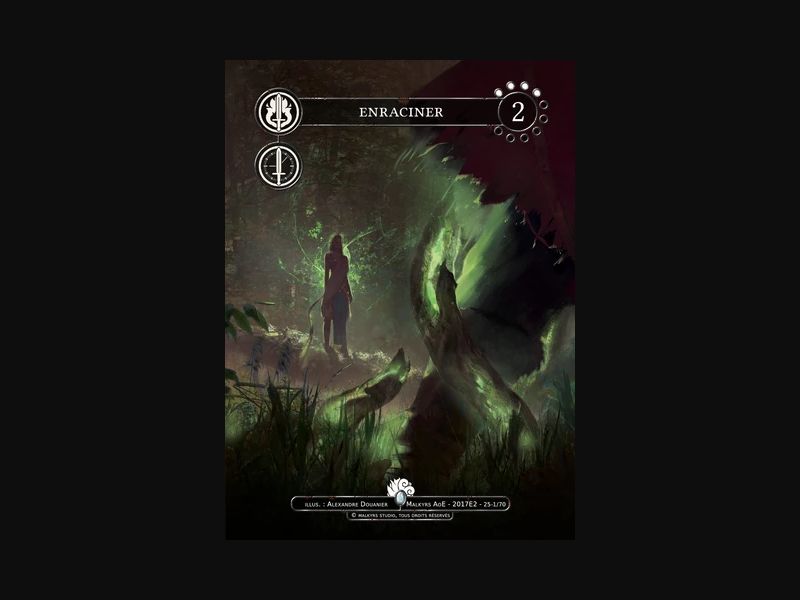 ENRACINER
2
ILLUS. : ALEXANDRE DOUANIER MALKYRS AOE - 2017E2 - 25-1/70
© MALKYRS STUDIO, TOUS DROITS RÉSERVÉS